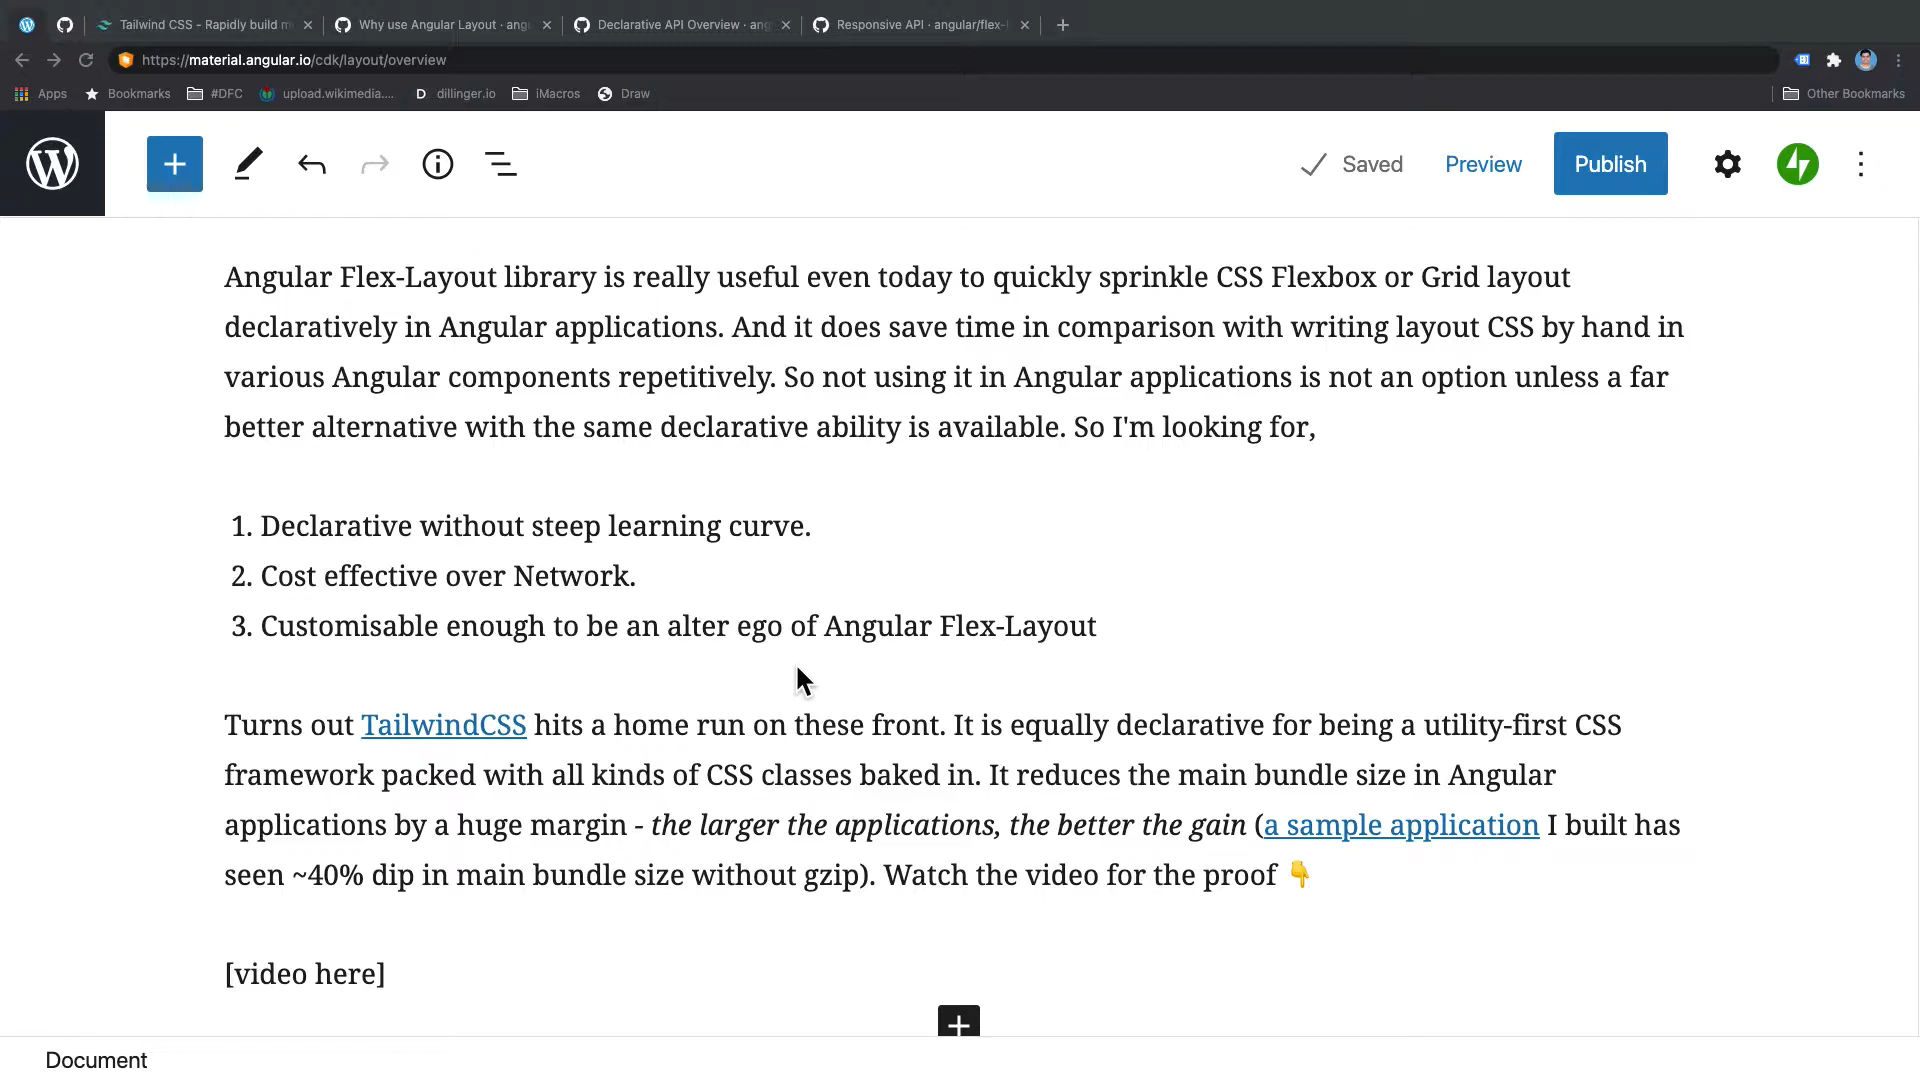 Tailwind CSS - Rapidly build m
Why use Angular Layout · ang
Declarative API Overview · ang
Responsive API · angular/flex-l
https://material.angular.io/cdk/layout/overview
Apps
Bookmarks
#DFC
upload.wikimedia....
D dillinger.io
iMacros
Draw
Other Bookmarks
Saved
Preview
Publish
Angular Flex-Layout library is really useful even today to quickly sprinkle CSS Flexbox or Grid layout
declaratively in Angular applications. And it does save time in comparison with writing layout CSS by hand in
various Angular components repetitively. So not using it in Angular applications is not an option unless a far
better alternative with the same declarative ability is available. So I'm looking for,
1. Declarative without steep learning curve.
2. Cost effective over Network.
3. Customisable enough to be an alter ego of Angular Flex-Layout
Turns out TailwindCSS hits a home run on these front. It is equally declarative for being a utility-first CSS
framework packed with all kinds of CSS classes baked in. It reduces the main bundle size in Angular
applications by a huge margin - the larger the applications, the better the gain (a sample application I built has
seen ~40% dip in main bundle size without gzip). Watch the video for the proof 👇
[video here]
Document